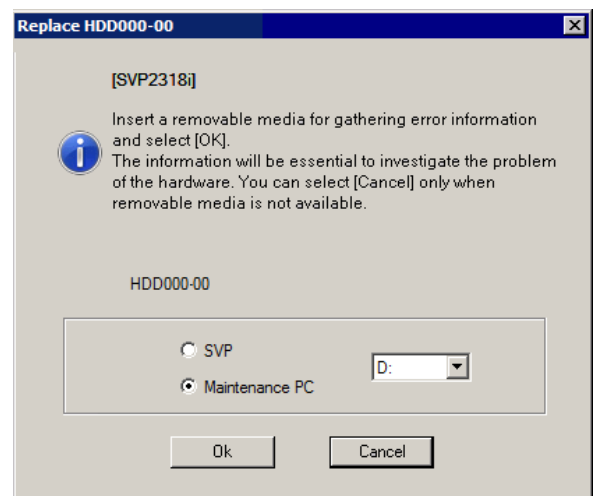 Replace HDD000-00
[SVP2318i]
Insert a removable media for gathering error information
and select [OK].
The information will be essential to investigate the problem
of the hardware. You can select [Cancel] only when
removable media is not available.
HDD000-00
SVP
D:
Maintenance PC
Ok
Cancel